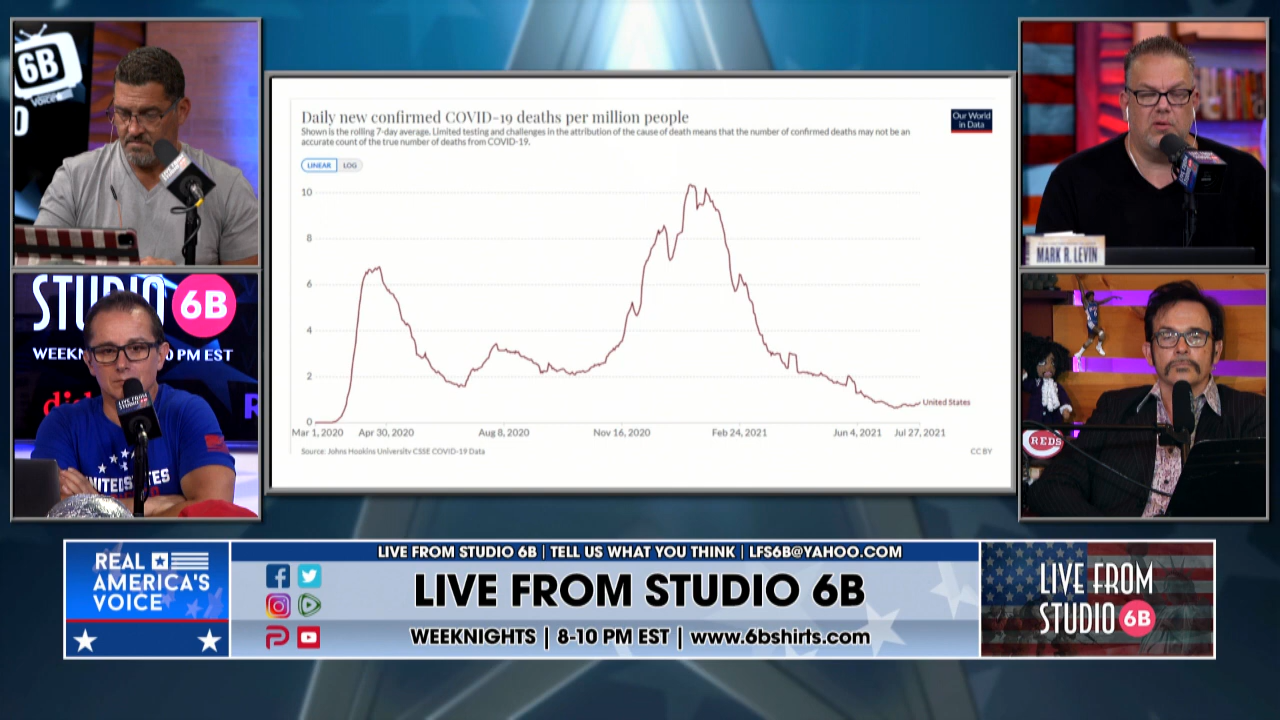 6B
Voice
STUDIO
6B
WEEKN 0 PM EST
UNITED STATES
LIVE FROM
STUDIO
Daily new confirmed COVID-19 deaths per million people
Shown is the rolling 7-day average. Limited testing and challenges in the attribution of the cause of death means that the number of confirmed deaths may not be an
accurate count of the true number of deaths from COVID-19.
Our World
in Data
LINEAR LOG
10
8
6
4
2
0
United States
Mar 1, 2020 Apr 30, 2020 Aug 8, 2020 Nov 16, 2020 Feb 24, 2021 Jun 4, 2021 Jul 27, 2021
Source: Johns Hopkins University CSSE COVID-19 Data
CC BY
MARK R. LEVIN
REDS
REAL
AMERICA'S
VOICE
LIVE FROM STUDIO 6B | TELL US WHAT YOU THINK | LFS6B@YAHOO.COM
LIVE FROM STUDIO 6B
WEEKNIGHTS | 8-10 PM EST | www.6bshirts.com
LIVE FROM
STUDIO 6B